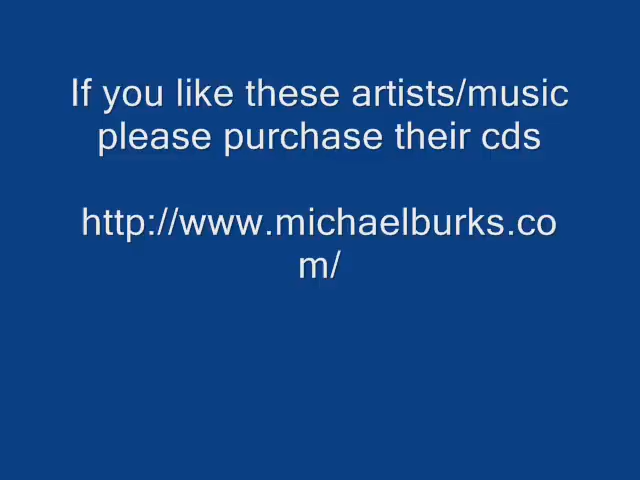 If you like these artists/music
please purchase their cds
http://www.michaelburks.co
m/